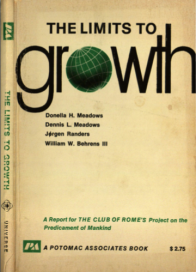 THE LIMITS TO
growth
Donella H. Meadows
Dennis L. Meadows
Jørgen Randers
William W. Behrens III
A Report for THE CLUB OF ROME'S Project on the
Predicament of Mankind
A POTOMAC ASSOCIATES BOOK $2.75
THE LIMITS TO GROWTH
UNIVERSE